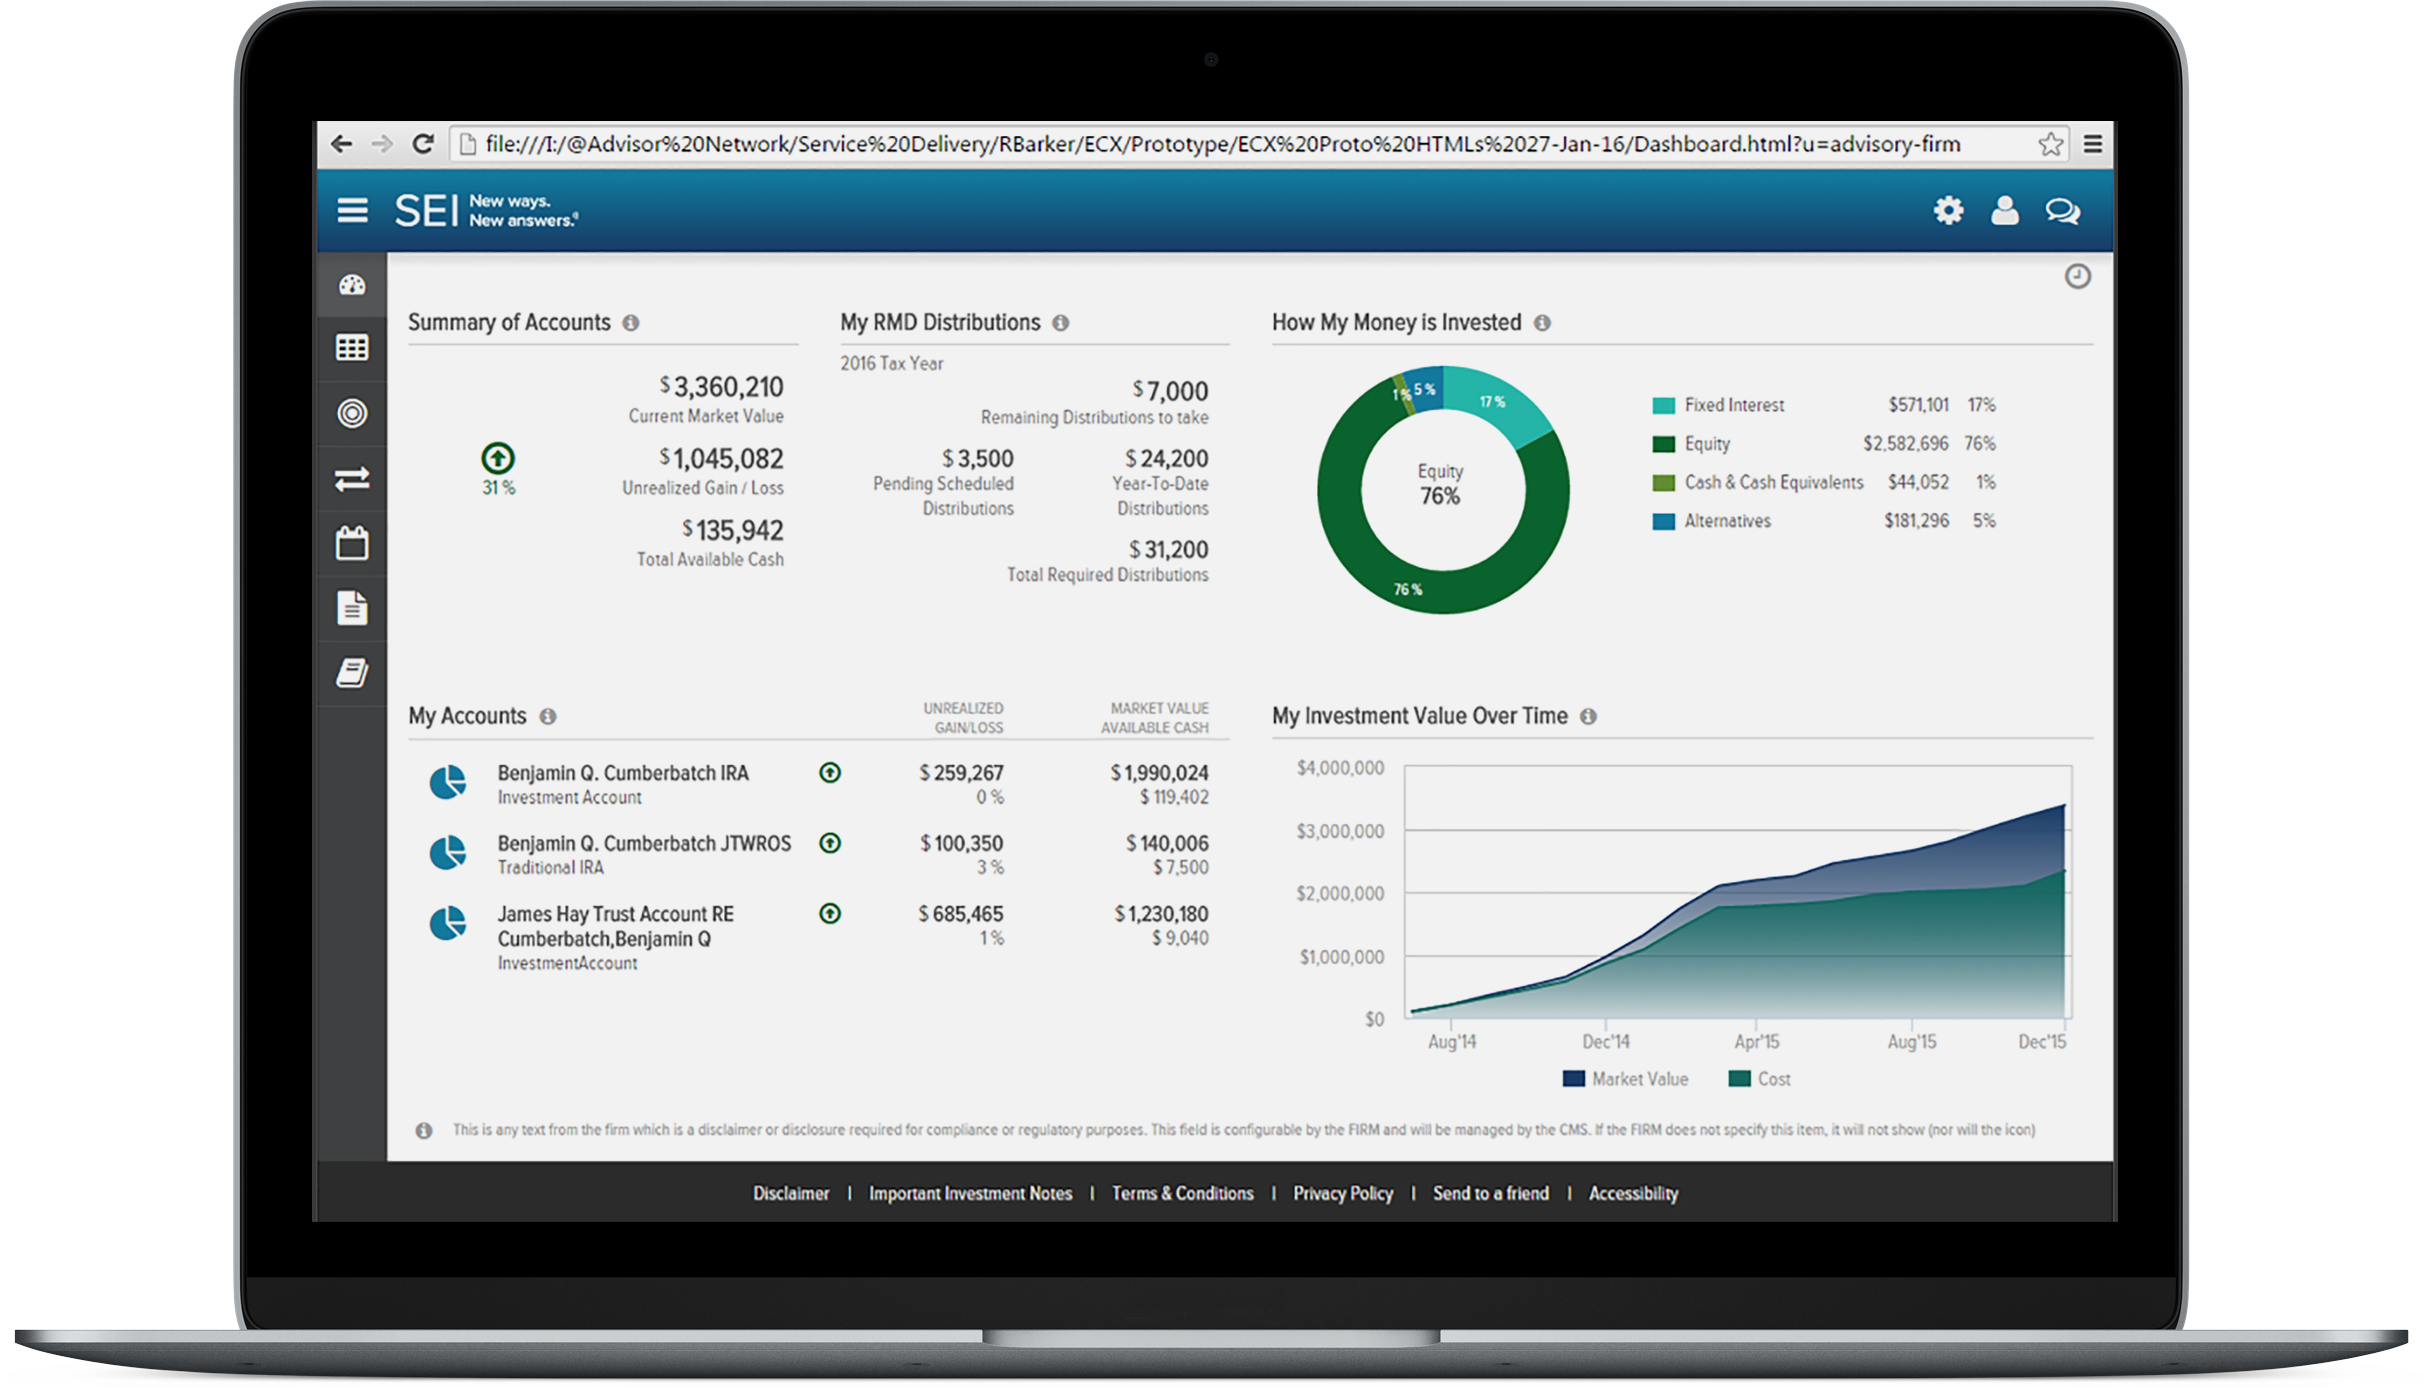 file:///I:/@Advisor%20Network/Service%20Delivery/RBarker/ECX/Prototype/ECX%20Proto%20HTMLs%2027-Jan-16/Dashboard.html?u=advisory-firm
SEI New ways.
New answers.®
Summary of Accounts
$3,360,210
Current Market Value
$1,045,082
31%
Unrealized Gain / Loss
$135,942
Total Available Cash
My RMD Distributions
2016 Tax Year
$7,000
Remaining Distributions to take
$3,500
Pending Scheduled
Distributions
$24,200
Year-To-Date
Distributions
$31,200
Total Required Distributions
How My Money is Invested
1%
5%
17%
Equity
76%
76%
Fixed Interest $571,101 17%
Equity $2,582,696 76%
Cash & Cash Equivalents $44,052 1%
Alternatives $181,296 5%
My Accounts
UNREALIZED
GAIN/LOSS
MARKET VALUE
AVAILABLE CASH
Benjamin Q. Cumberbatch IRA $259,267 $1,990,024
Investment Account 0% $119,402
Benjamin Q. Cumberbatch JTWROS $100,350 $140,006
Traditional IRA 3% $7,500
James Hay Trust Account RE $685,465 $1,230,180
Cumberbatch,Benjamin Q 1% $9,040
InvestmentAccount
My Investment Value Over Time
$4,000,000
$3,000,000
$2,000,000
$1,000,000
$0
Aug'14 Dec'14 Apr'15 Aug'15 Dec'15
Market Value Cost
This is any text from the firm which is a disclaimer or disclosure required for compliance or regulatory purposes. This field is configurable by the FIRM and will be managed by the CMS. If the FIRM does not specify this item, it will not show (nor will the icon)
Disclaimer | Important Investment Notes | Terms & Conditions | Privacy Policy | Send to a friend | Accessibility